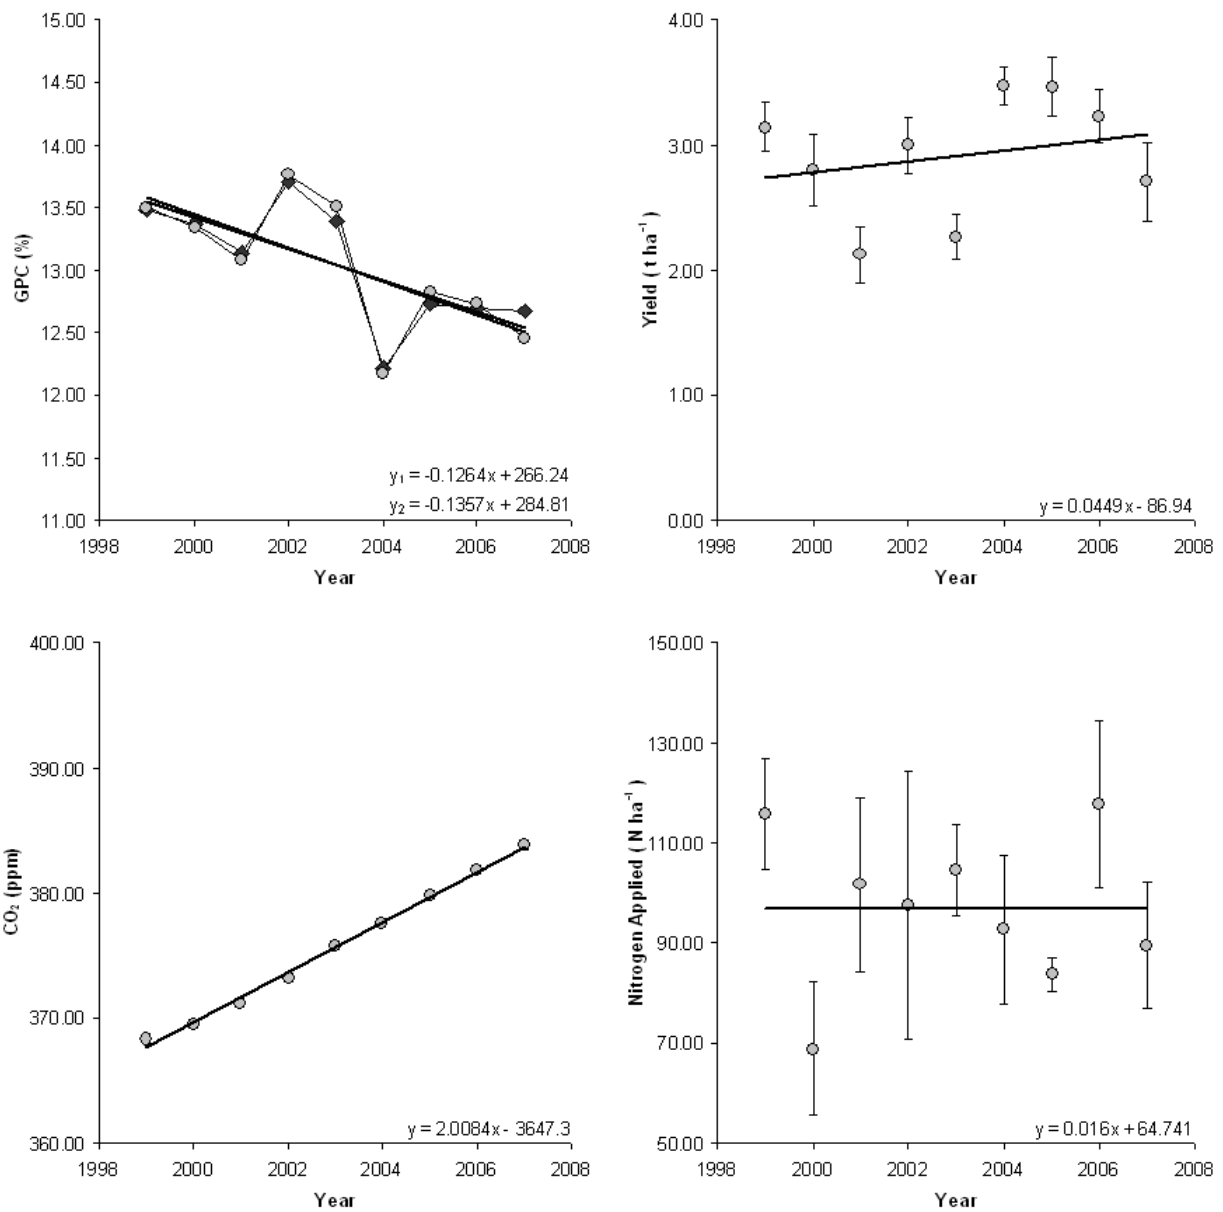 15.00
14.50
14.00
13.50
13.00
12.50
12.00
11.50
11.00
GPC (%)
y₁ = -0.1264x + 266.24
y₂ = -0.1357x + 284.81
1998 2000 2002 2004 2006 2008
Year
4.00
3.00
2.00
1.00
0.00
Yield ( t ha⁻¹ )
y = 0.0449x - 86.94
1998 2000 2002 2004 2006 2008
Year
400.00
390.00
380.00
370.00
360.00
CO₂ (ppm)
y = 2.0084x - 3647.3
1998 2000 2002 2004 2006 2008
Year
150.00
130.00
110.00
90.00
70.00
50.00
Nitrogen Applied ( N ha⁻¹ )
y = 0.016x + 64.741
1998 2000 2002 2004 2006 2008
Year